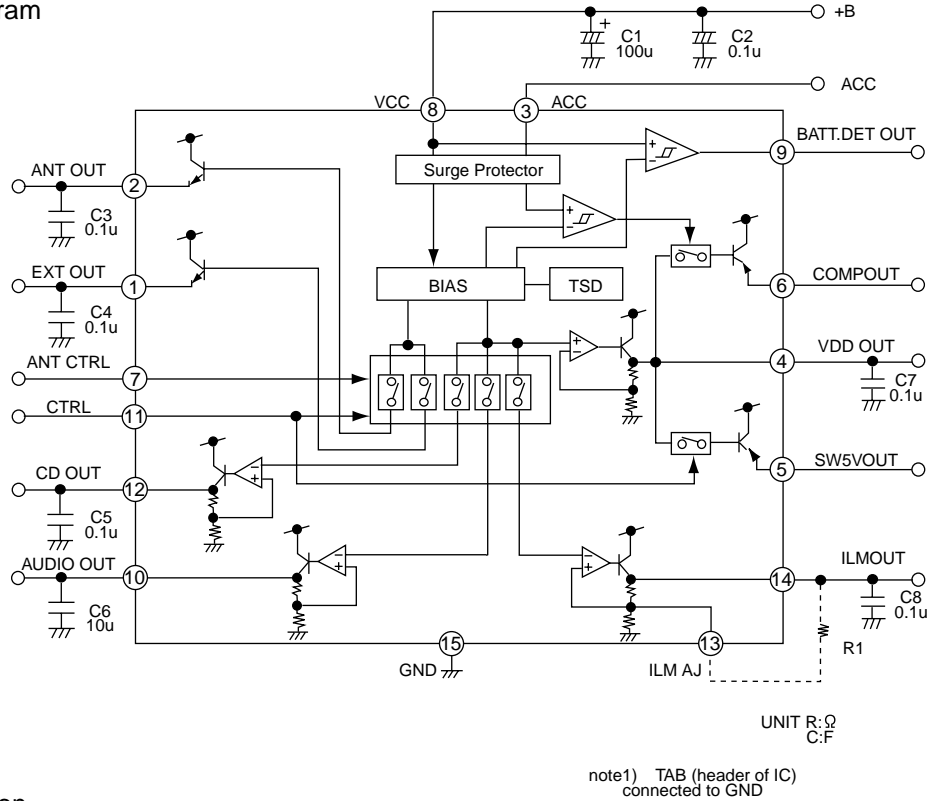 ram
+B
+
C1
100u
C2
0.1u
ACC
VCC
8
3
ACC
BATT.DET OUT
9
+
−
Surge Protector
ANT OUT
2
C3
0.1u
+
−
EXT OUT
1
C4
0.1u
BIAS
TSD
COMPOUT
6
ANT CTRL
7
+
−
VDD OUT
4
C7
0.1u
CTRL
11
SW5VOUT
5
CD OUT
12
−
+
C5
0.1u
AUDIO OUT
10
−
+
C6
10u
−
+
ILMOUT
14
C8
0.1u
R1
15
GND
13
ILM AJ
UNIT R:Ω
C:F
note1) TAB (header of IC)
connected to GND